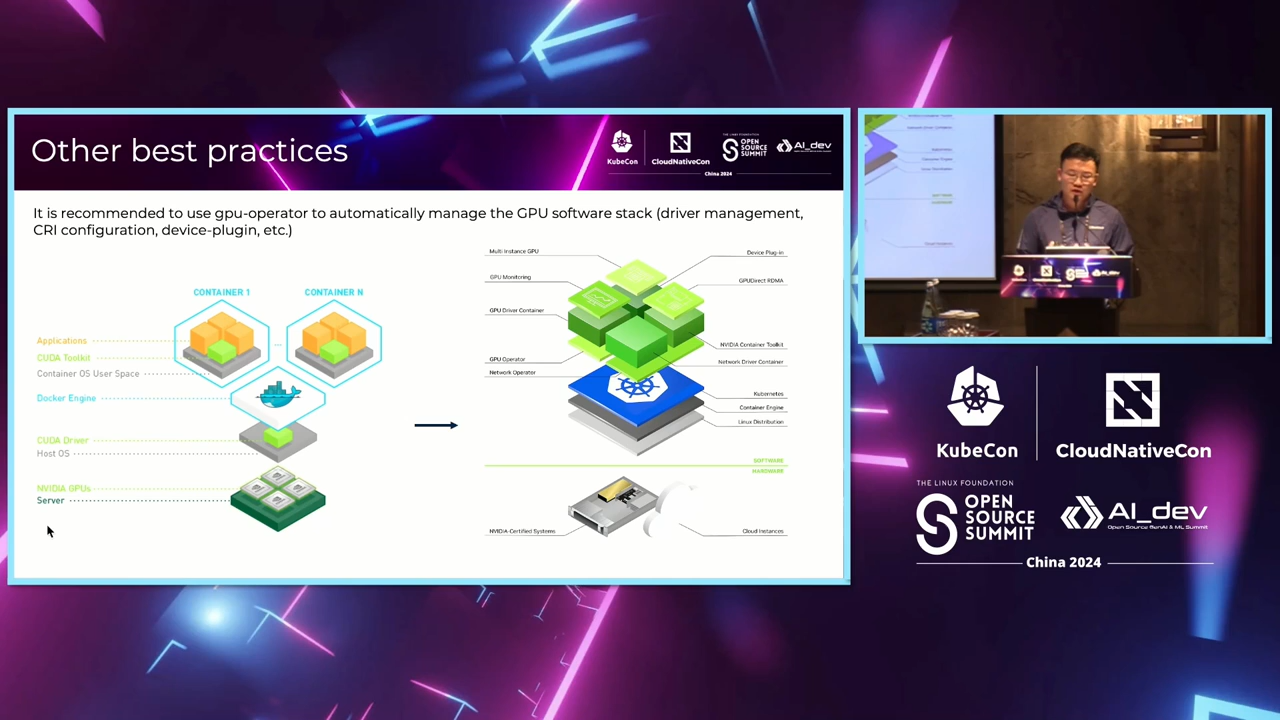 Other best practices
KubeCon
CloudNativeCon
THE LINUX FOUNDATION
OPEN
SOURCE
SUMMIT
AI_dev
China 2024
It is recommended to use gpu-operator to automatically manage the GPU software stack (driver management,
CRI configuration, device-plugin, etc.)
CONTAINER 1
CONTAINER N
...
Applications
CUDA Toolkit
Container OS User Space
Docker Engine
CUDA Driver
Host OS
NVIDIA GPUs
Server
Multi Instance GPU
GPU Monitoring
GPU Driver Container
GPU Operator
Network Operator
Device Plug-in
GPUDirect RDMA
NVIDIA Container Toolkit
Network Driver Container
Kubernetes
Container Engine
Linux Distribution
SOFTWARE
HARDWARE
NVIDIA-Certified Systems
Cloud Instances
KubeCon
CloudNativeCon
THE LINUX FOUNDATION
OPEN
SOURCE
SUMMIT
AI_dev
Open Source GenAI & ML Summit
China 2024